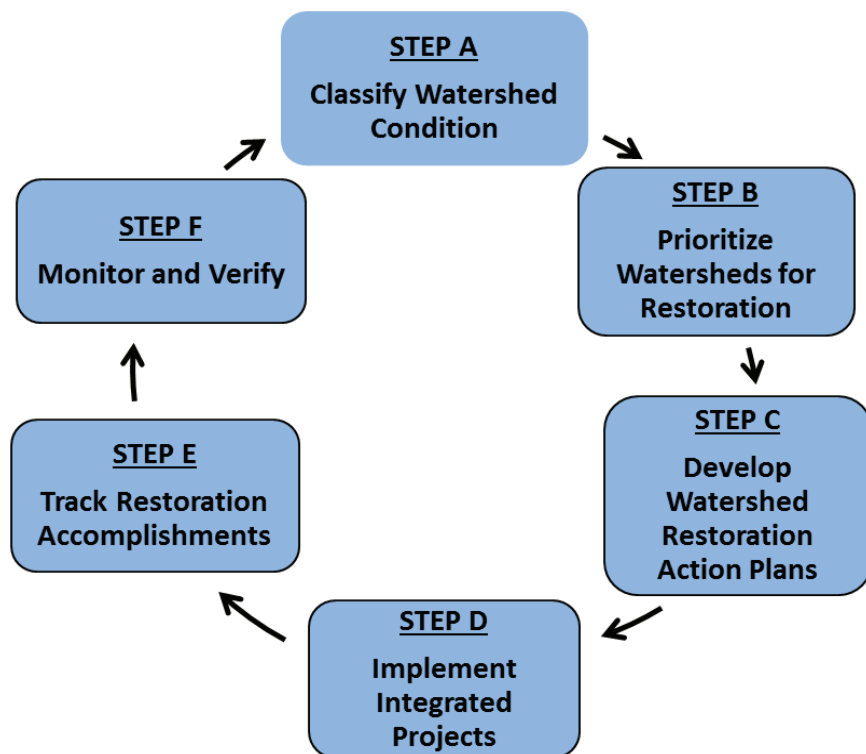 STEP A
Classify Watershed
Condition
STEP B
Prioritize
Watersheds for
Restoration
STEP C
Develop
Watershed
Restoration
Action Plans
STEP D
Implement
Integrated
Projects
STEP E
Track Restoration
Accomplishments
STEP F
Monitor and Verify